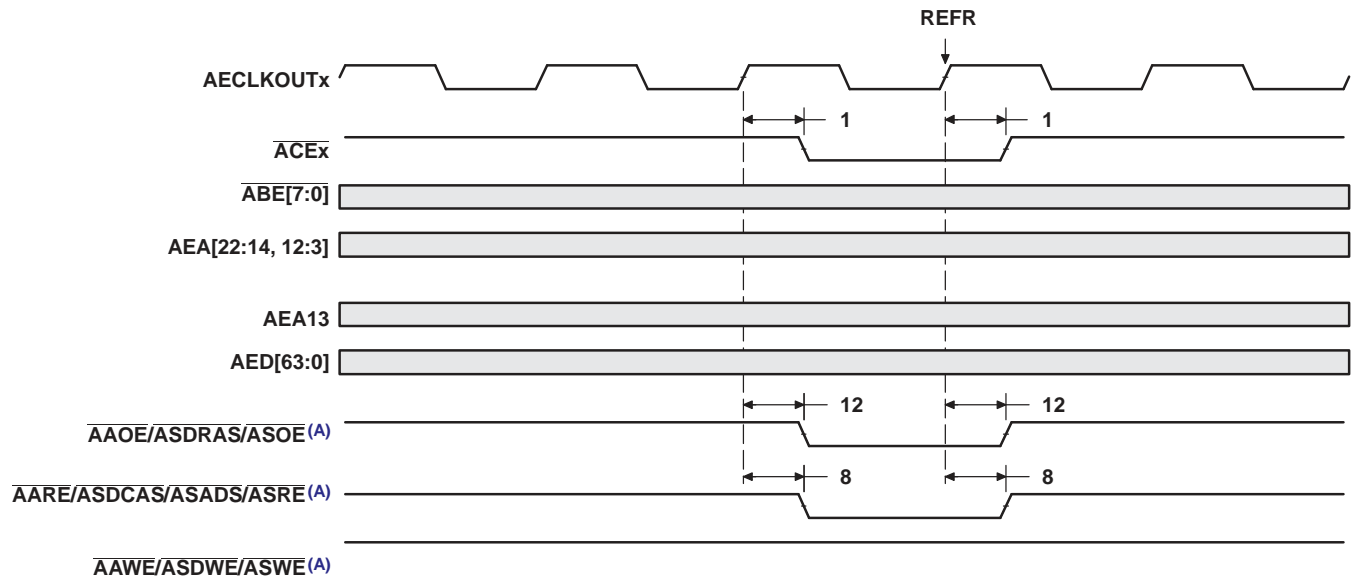 REFR
AECLKOUTx
1 1
ACEx
ABE[7:0]
AEA[22:14, 12:3]
AEA13
AED[63:0]
12 12
AAOE/ASDRAS/ASOE(A)
8 8
AARE/ASDCAS/ASADS/ASRE(A)
AAWE/ASDWE/ASWE(A)